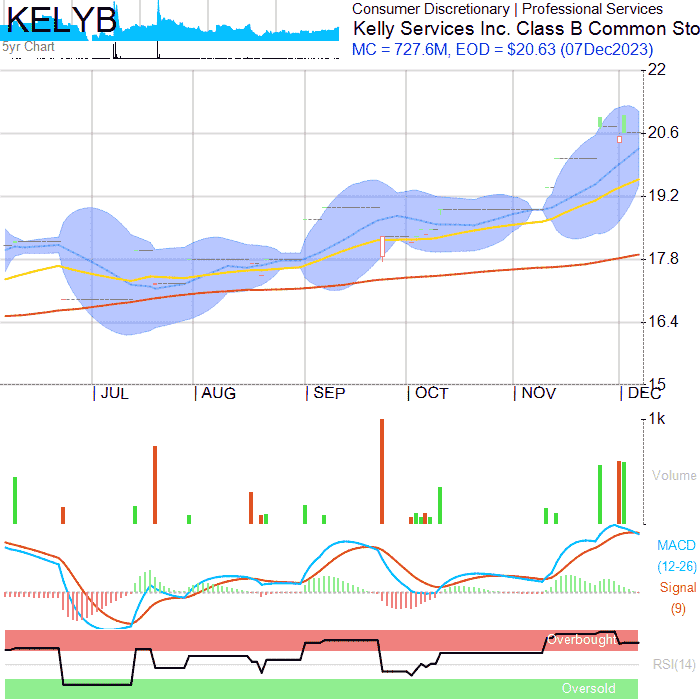 KELYB
5yr Chart
Consumer Discretionary | Professional Services
Kelly Services Inc. Class B Common Sto
MC = 727.6M, EOD = $20.63 (07Dec2023)
22
20.6
19.2
17.8
16.4
15
JUL
AUG
SEP
OCT
NOV
DEC
1k
Volume
MACD
(12-26)
Signal
(9)
Overbought
RSI(14)
Oversold